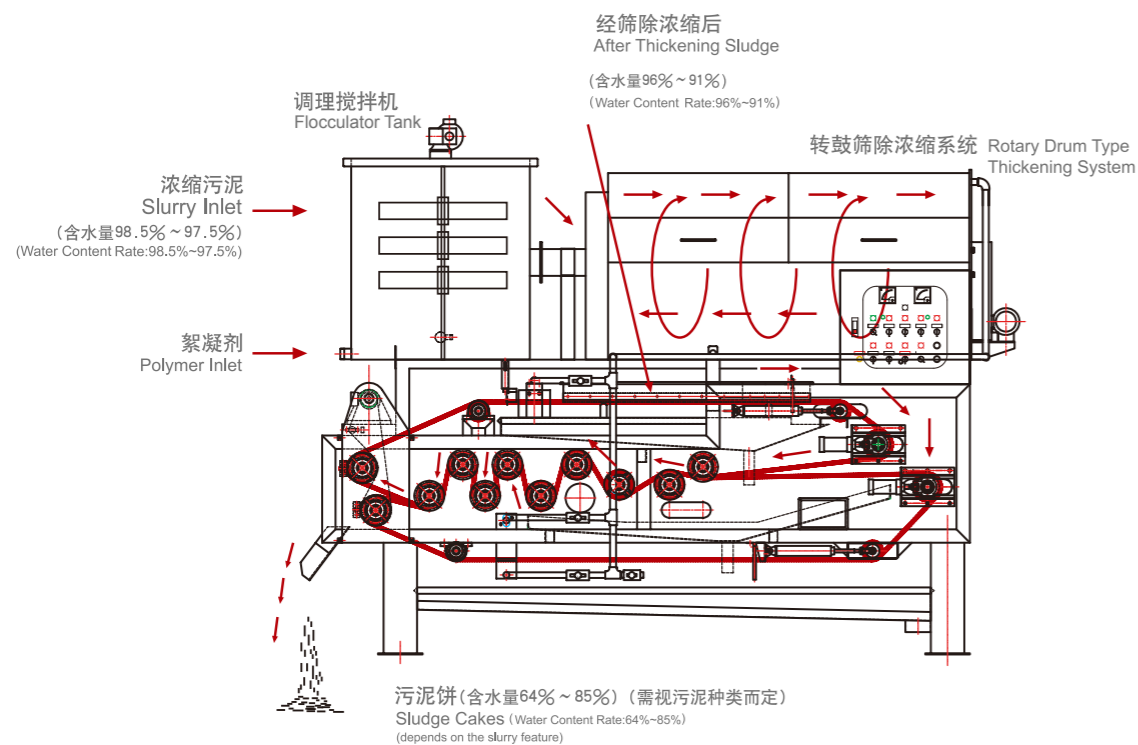 经筛除浓缩后
After Thickening Sludge
(含水量96%~91%)
(Water Content Rate:96%~91%)
调理搅拌机
Flocculator Tank
转鼓筛除浓缩系统 Rotary Drum Type
Thickening System
浓缩污泥
Slurry Inlet
(含水量98.5%~97.5%)
(Water Content Rate:98.5%~97.5%)
絮凝剂
Polymer Inlet
污泥饼(含水量64%~85%)(需视污泥种类而定)
Sludge Cakes (Water Content Rate:64%~85%)
(depends on the slurry feature)